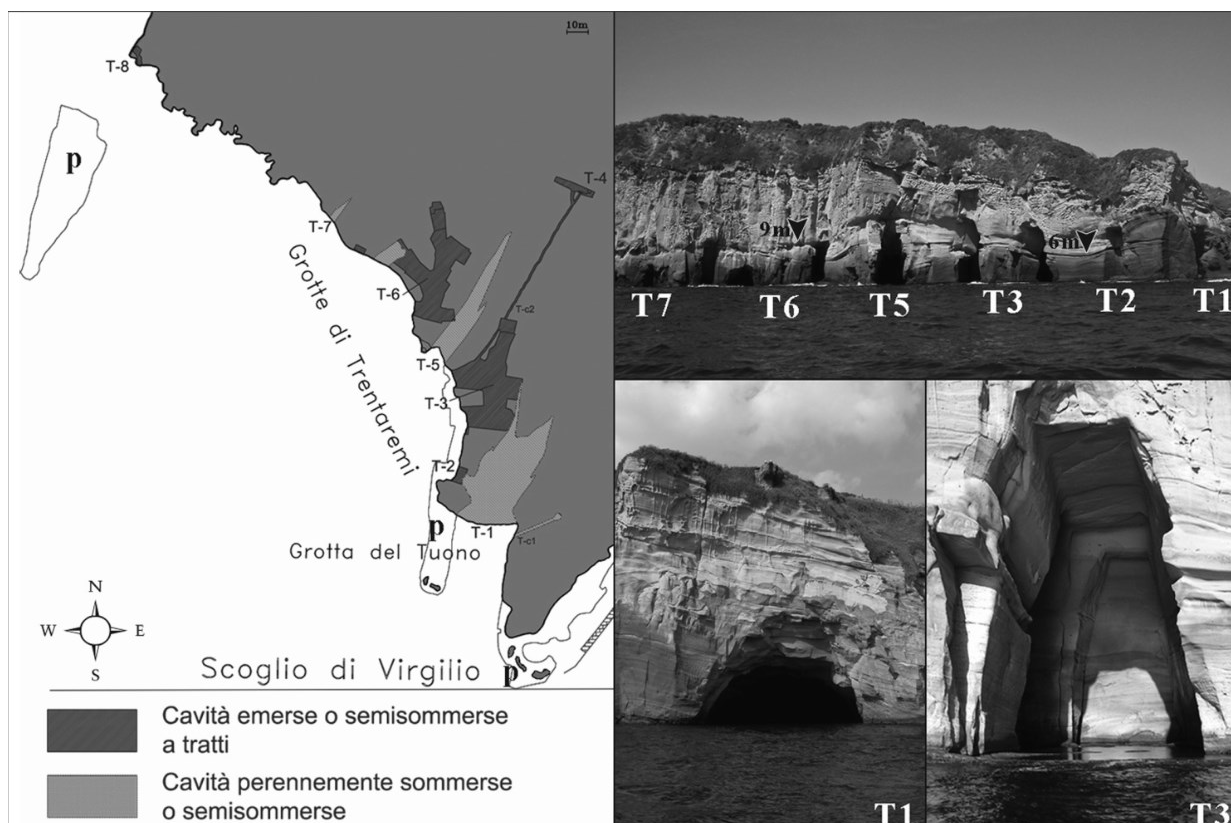 10m
T-8
p
T-4
T-7
Grotte di Trentaremi
T-6
T-c2
T-5
T-3
T-2
p
T-1
T-c1
Grotta del Tuono
N
W E
S
Scoglio di Virgilio
p
Cavità emerse o semisommerse
a tratti
Cavità perennemente sommerse
o semisommerse
9m
6m
T7 T6 T5 T3 T2 T1
T1
T3